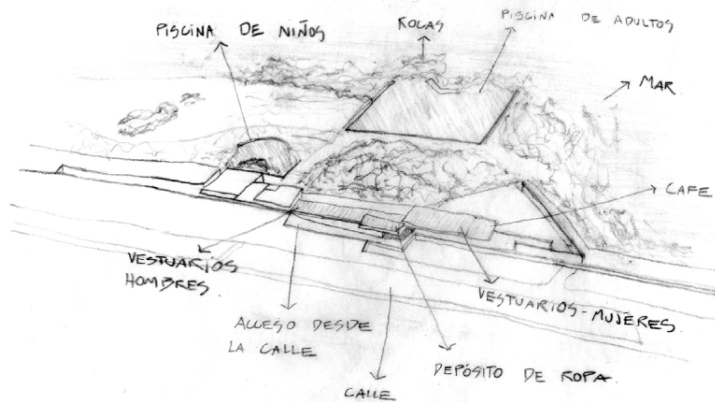 PISCINA DE NIÑOS
ROCAS
PISCINA DE ADULTOS
MAR
CAFE
VESTUARIOS
HOMBRES
VESTUARIOS-MUJERES.
ACCESO DESDE
LA CALLE
DEPÓSITO DE ROPA.
CALLE